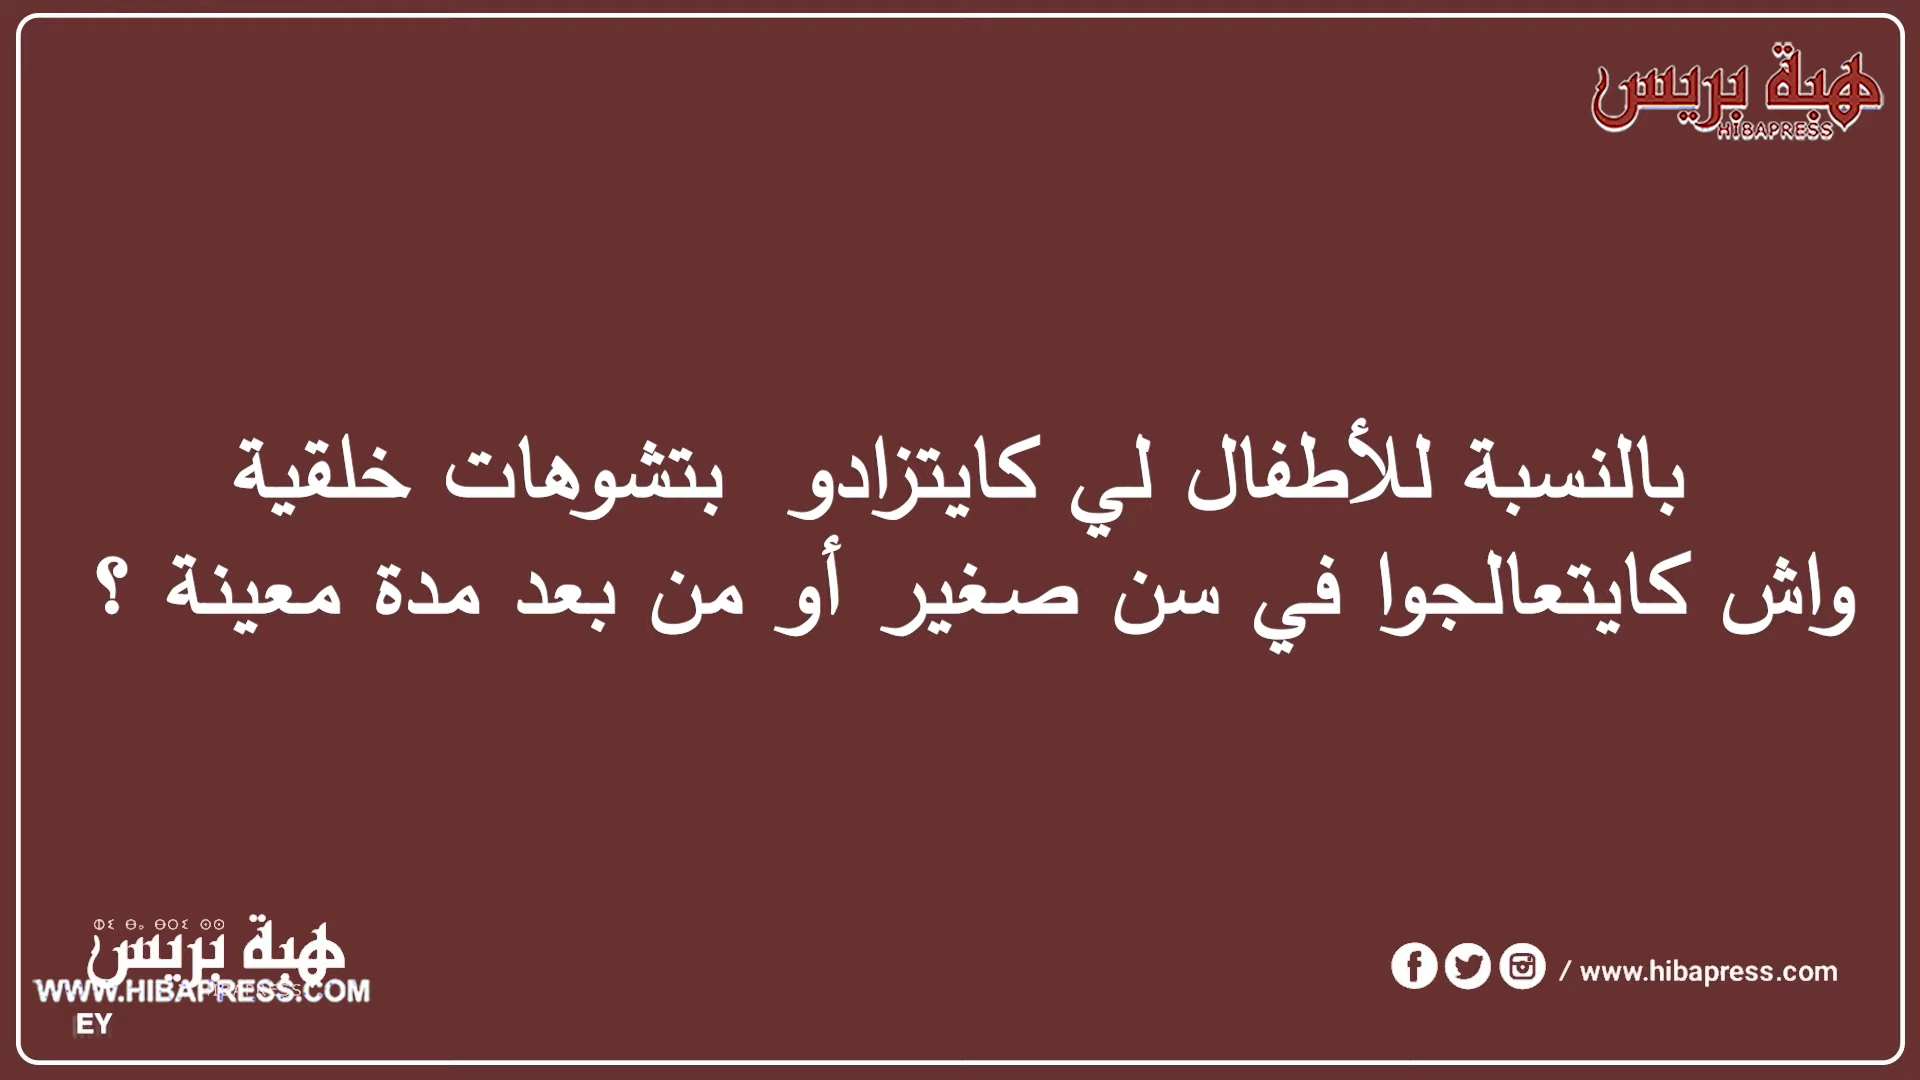 هبة بريس
HIBAPRESS
بالنسبة للأطفال لي كايتزادو بتشوهات خلقية
واش كايتعالجوا في سن صغير أو من بعد مدة معينة ؟
هبة بريس
WWW.HIBAPRESS.COM
EY
/ www.hibapress.com